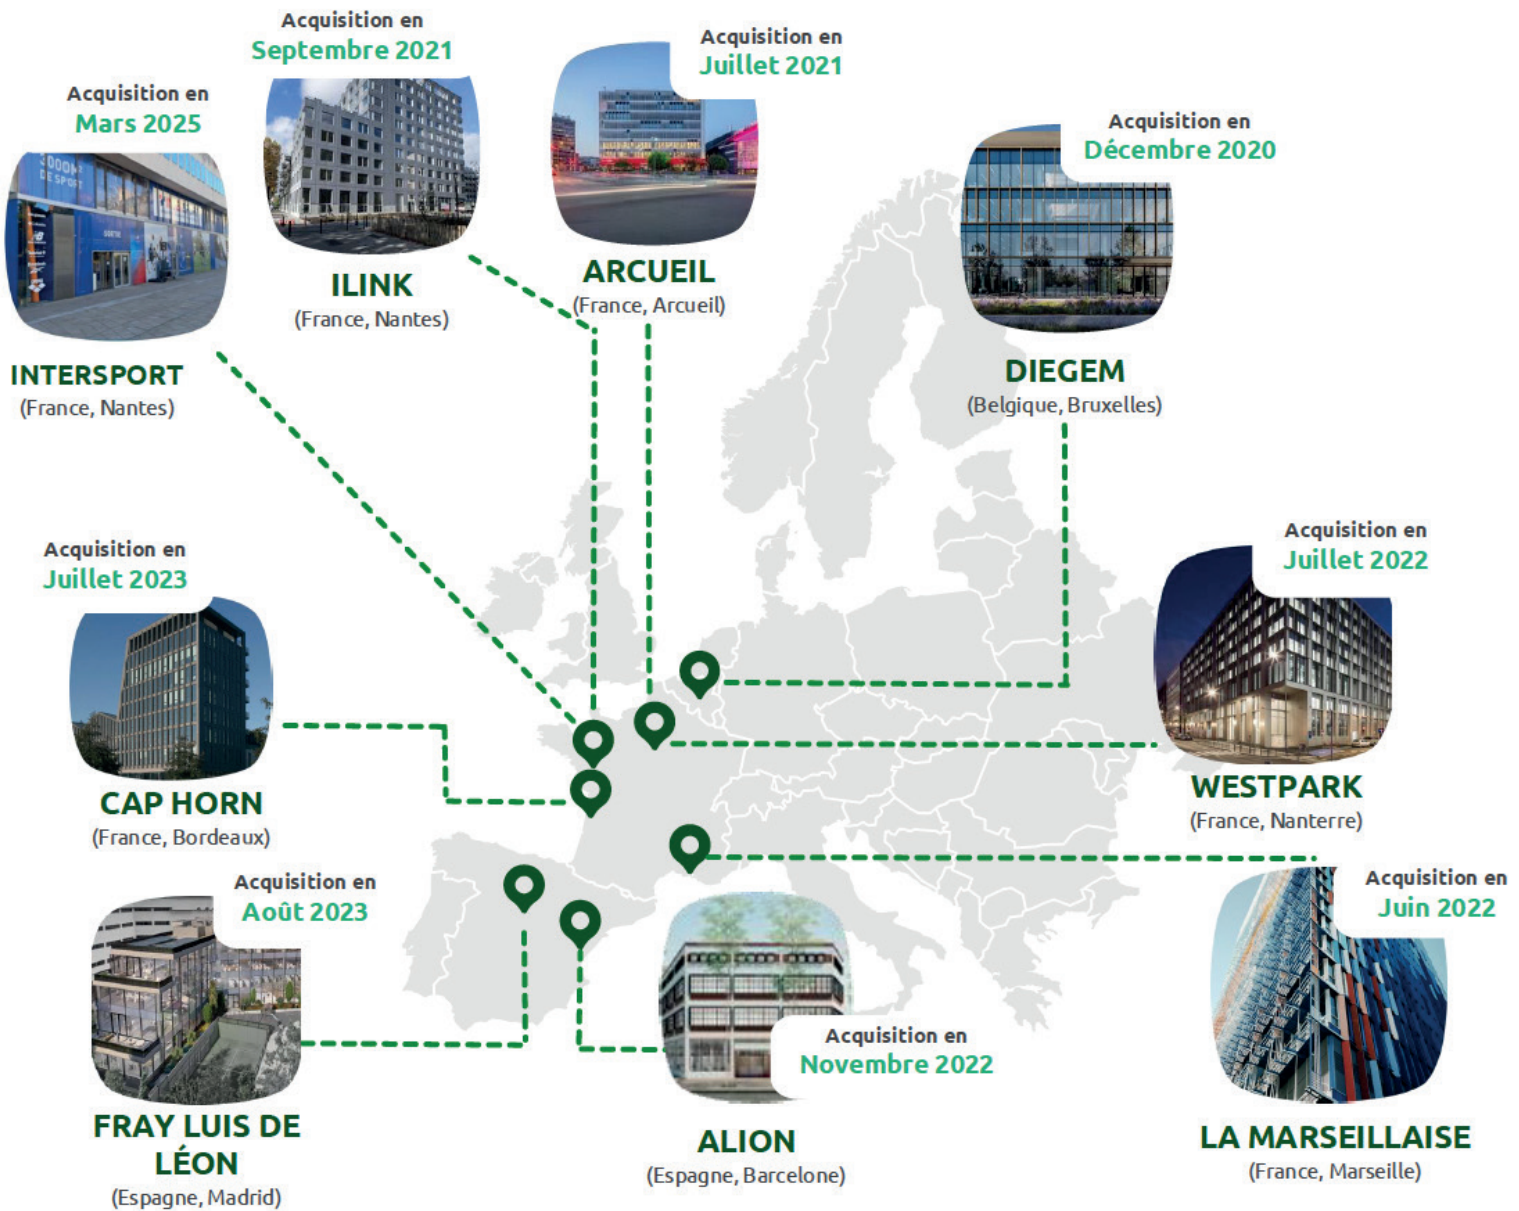 Acquisition en
Septembre 2021
ILINK
(France, Nantes)
Acquisition en
Juillet 2021
ARCUEIL
(France, Arcueil)
Acquisition en
Mars 2025
3000M²
DE SPORT
INTERSPORT
(France, Nantes)
Acquisition en
Décembre 2020
DIEGEM
(Belgique, Bruxelles)
Acquisition en
Juillet 2023
CAP HORN
(France, Bordeaux)
Acquisition en
Juillet 2022
WESTPARK
(France, Nanterre)
Acquisition en
Août 2023
FRAY LUIS DE
LÉON
(Espagne, Madrid)
Acquisition en
Novembre 2022
ALION
(Espagne, Barcelone)
Acquisition en
Juin 2022
LA MARSEILLAISE
(France, Marseille)